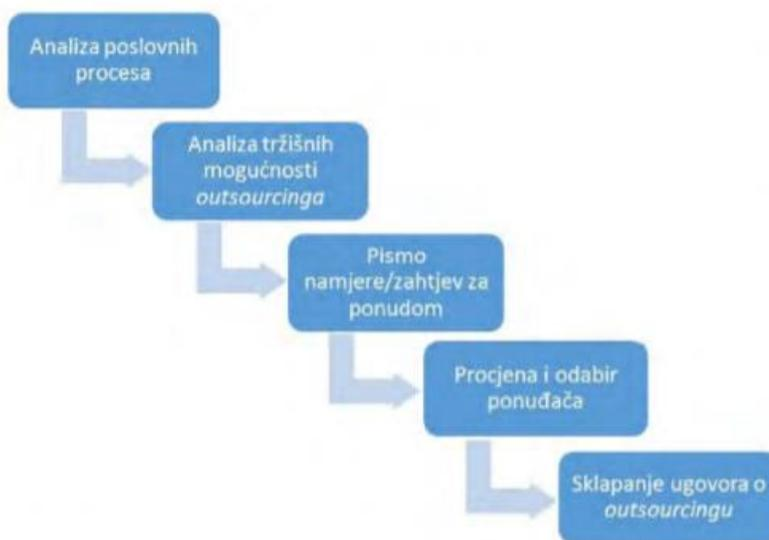 Analiza poslovnih
procesa
Analiza tržišnih
mogućnosti
outsourcinga
Pismo
namjere/zahtjev za
ponudom
Procjena i odabir
ponuđača
Sklapanje ugovora o
outsourcingu